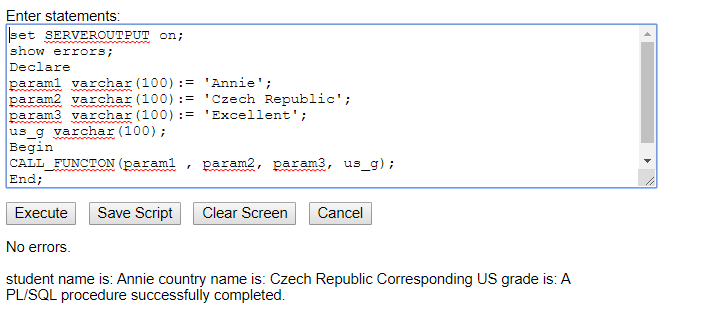 Enter statements:
set SERVEROUTPUT on;
show errors;
Declare
param1 varchar(100):= 'Annie';
param2 varchar(100):= 'Czech Republic';
param3 varchar(100):= 'Excellent';
us_g varchar(100);
Begin
CALL_FUNCTON(param1 , param2, param3, us_g);
End;
Execute Save Script Clear Screen Cancel
No errors.
student name is: Annie country name is: Czech Republic Corresponding US grade is: A
PL/SQL procedure successfully completed.